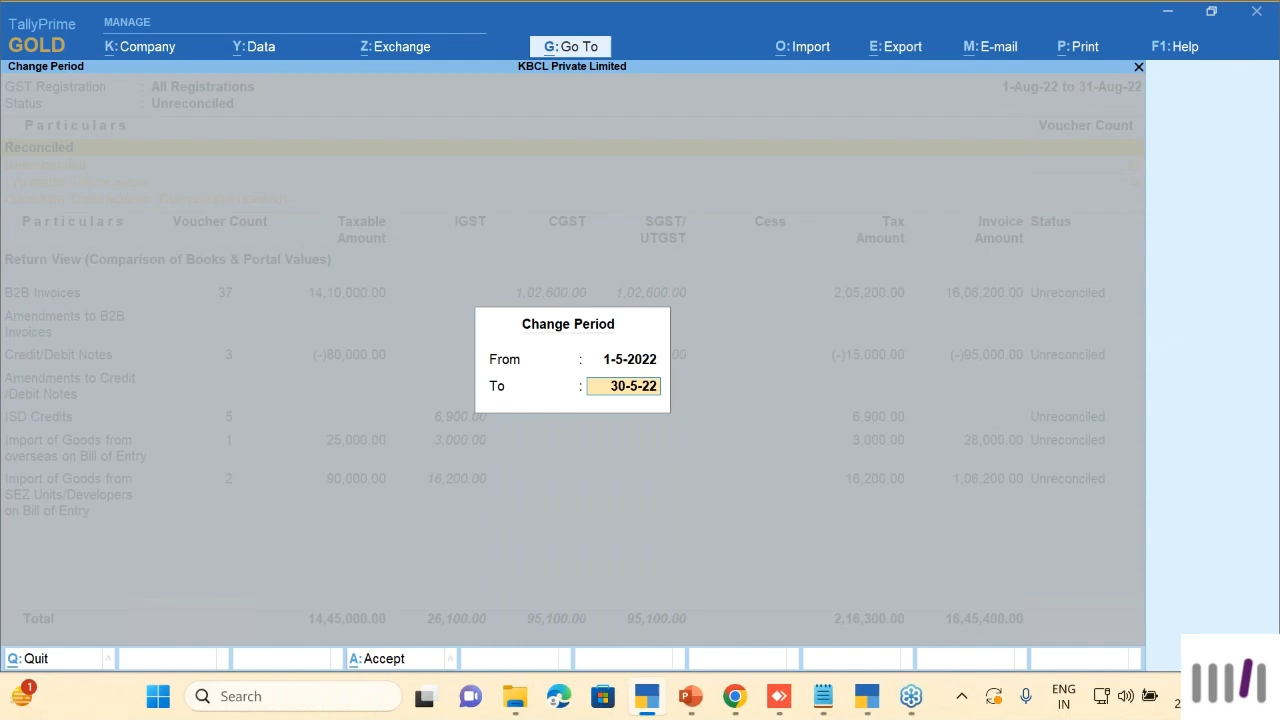 TallyPrime
GOLD
MANAGE
K:Company Y:Data Z:Exchange G:Go To O:Import E:Export M:E-mail P:Print F1:Help
Change Period KBCL Private Limited
GST Registration : All Registrations 1-Aug-22 to 31-Aug-22
Status : Unreconciled
Particulars Voucher Count
Reconciled
Particulars Voucher Count Taxable Amount IGST CGST SGST/ UTGST Cess Tax Amount Invoice Amount Status
Return View (Comparison of Books & Portal Values)
B2B Invoices 37 14,10,000.00 1,02,600.00 1,02,600.00 2,05,200.00 16,06,200.00 Unreconciled
Amendments to B2B
Invoices
Credit/Debit Notes 3 (-)80,000.00 00 (-)15,000.00 (-)95,000.00 Unreconciled
Amendments to Credit
/Debit Notes
ISD Credits 5 6,900.00 6,900.00 Unreconciled
Import of Goods from 1 25,000.00 3,000.00 3,000.00 28,000.00 Unreconciled
overseas on Bill of Entry
Import of Goods from 2 90,000.00 16,200.00 16,200.00 1,06,200.00 Unreconciled
SEZ Units/Developers
on Bill of Entry
Change Period
From : 1-5-2022
To : 30-5-22
Total 14,45,000.00 26,100.00 95,100.00 95,100.00 2,16,300.00 16,45,400.00
Q:Quit A:Accept
1 Search ENG
IN
2